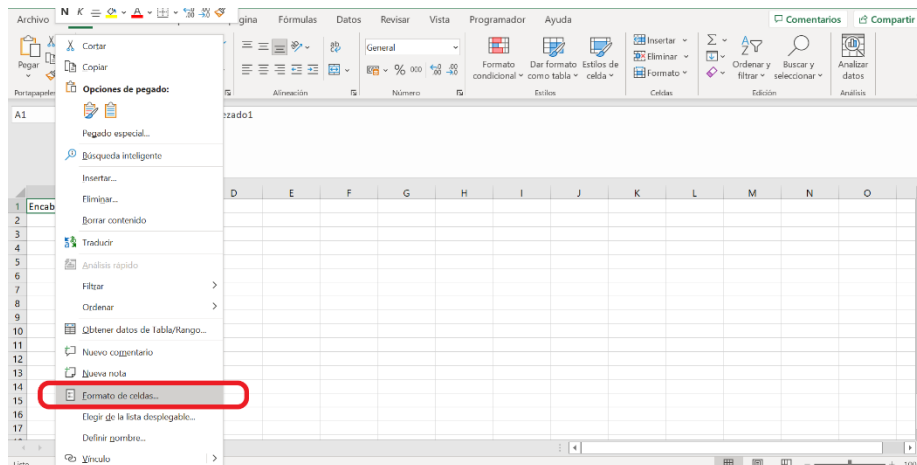 Archivo gina Fórmulas Datos Revisar Vista Programador Ayuda Comentarios Compartir
N K A
Pegar
General
% 000
Formato condicional
Dar formato como tabla
Estilos de celda
Insertar
Eliminar
Formato
Ordenar y filtrar
Buscar y seleccionar
Analizar datos
Portapapeles Alineación Número Estilos Celdas Edición Análisis
A1 ezado1
Cortar
Copiar
Opciones de pegado:
Pegado especial...
Búsqueda inteligente
Insertar...
Eliminar...
Borrar contenido
Traducir
Análisis rápido
Filtrar
Ordenar
Obtener datos de Tabla/Rango...
Nuevo comentario
Nueva nota
Formato de celdas...
Elegir de la lista desplegable...
Definir nombre...
Vínculo
D E F G H I J K L M N O
1 Encab
2
3
4
5
6
7
8
9
10
11
12
13
14
15
16
17